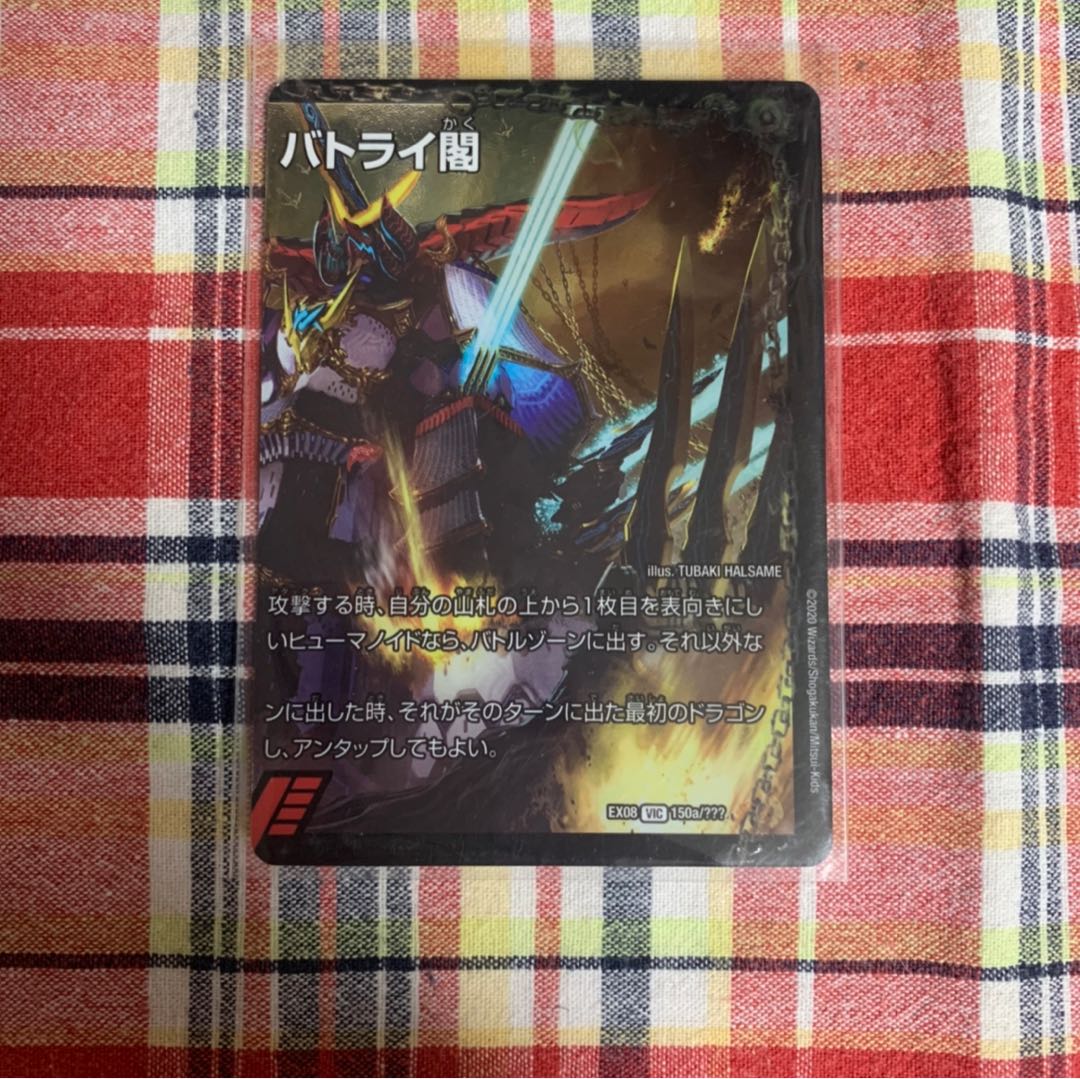 かく
バトライ閣
illus. TUBAKI HALSAME
攻撃する時、自分の山札の上から1枚目を表向きにし
いヒューマノイドなら、バトルゾーンに出す。それ以外な
ンに出した時、それがそのターンに出た最初のドラゴン
し、アンタップしてもよい。
EX08 VIC 150a/???
©2020 Wizards/Shogakukan/Mitsui-Kids